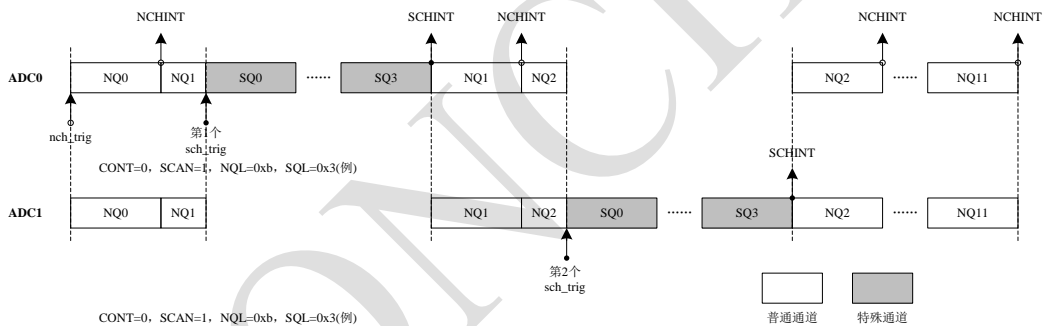 NCHINT SCHINT NCHINT NCHINT NCHINT
ADC0 NQ0 NQ1 SQ0 ...... SQ3 NQ1 NQ2 NQ2 ...... NQ11
nch_trig 第1个
sch_trig
CONT=0，SCAN=1，NQL=0xb，SQL=0x3(例)
SCHINT
ADC1 NQ0 NQ1 NQ1 NQ2 SQ0 ...... SQ3 NQ2 ...... NQ11
第2个
sch_trig
CONT=0，SCAN=1，NQL=0xb，SQL=0x3(例)
普通通道 特殊通道